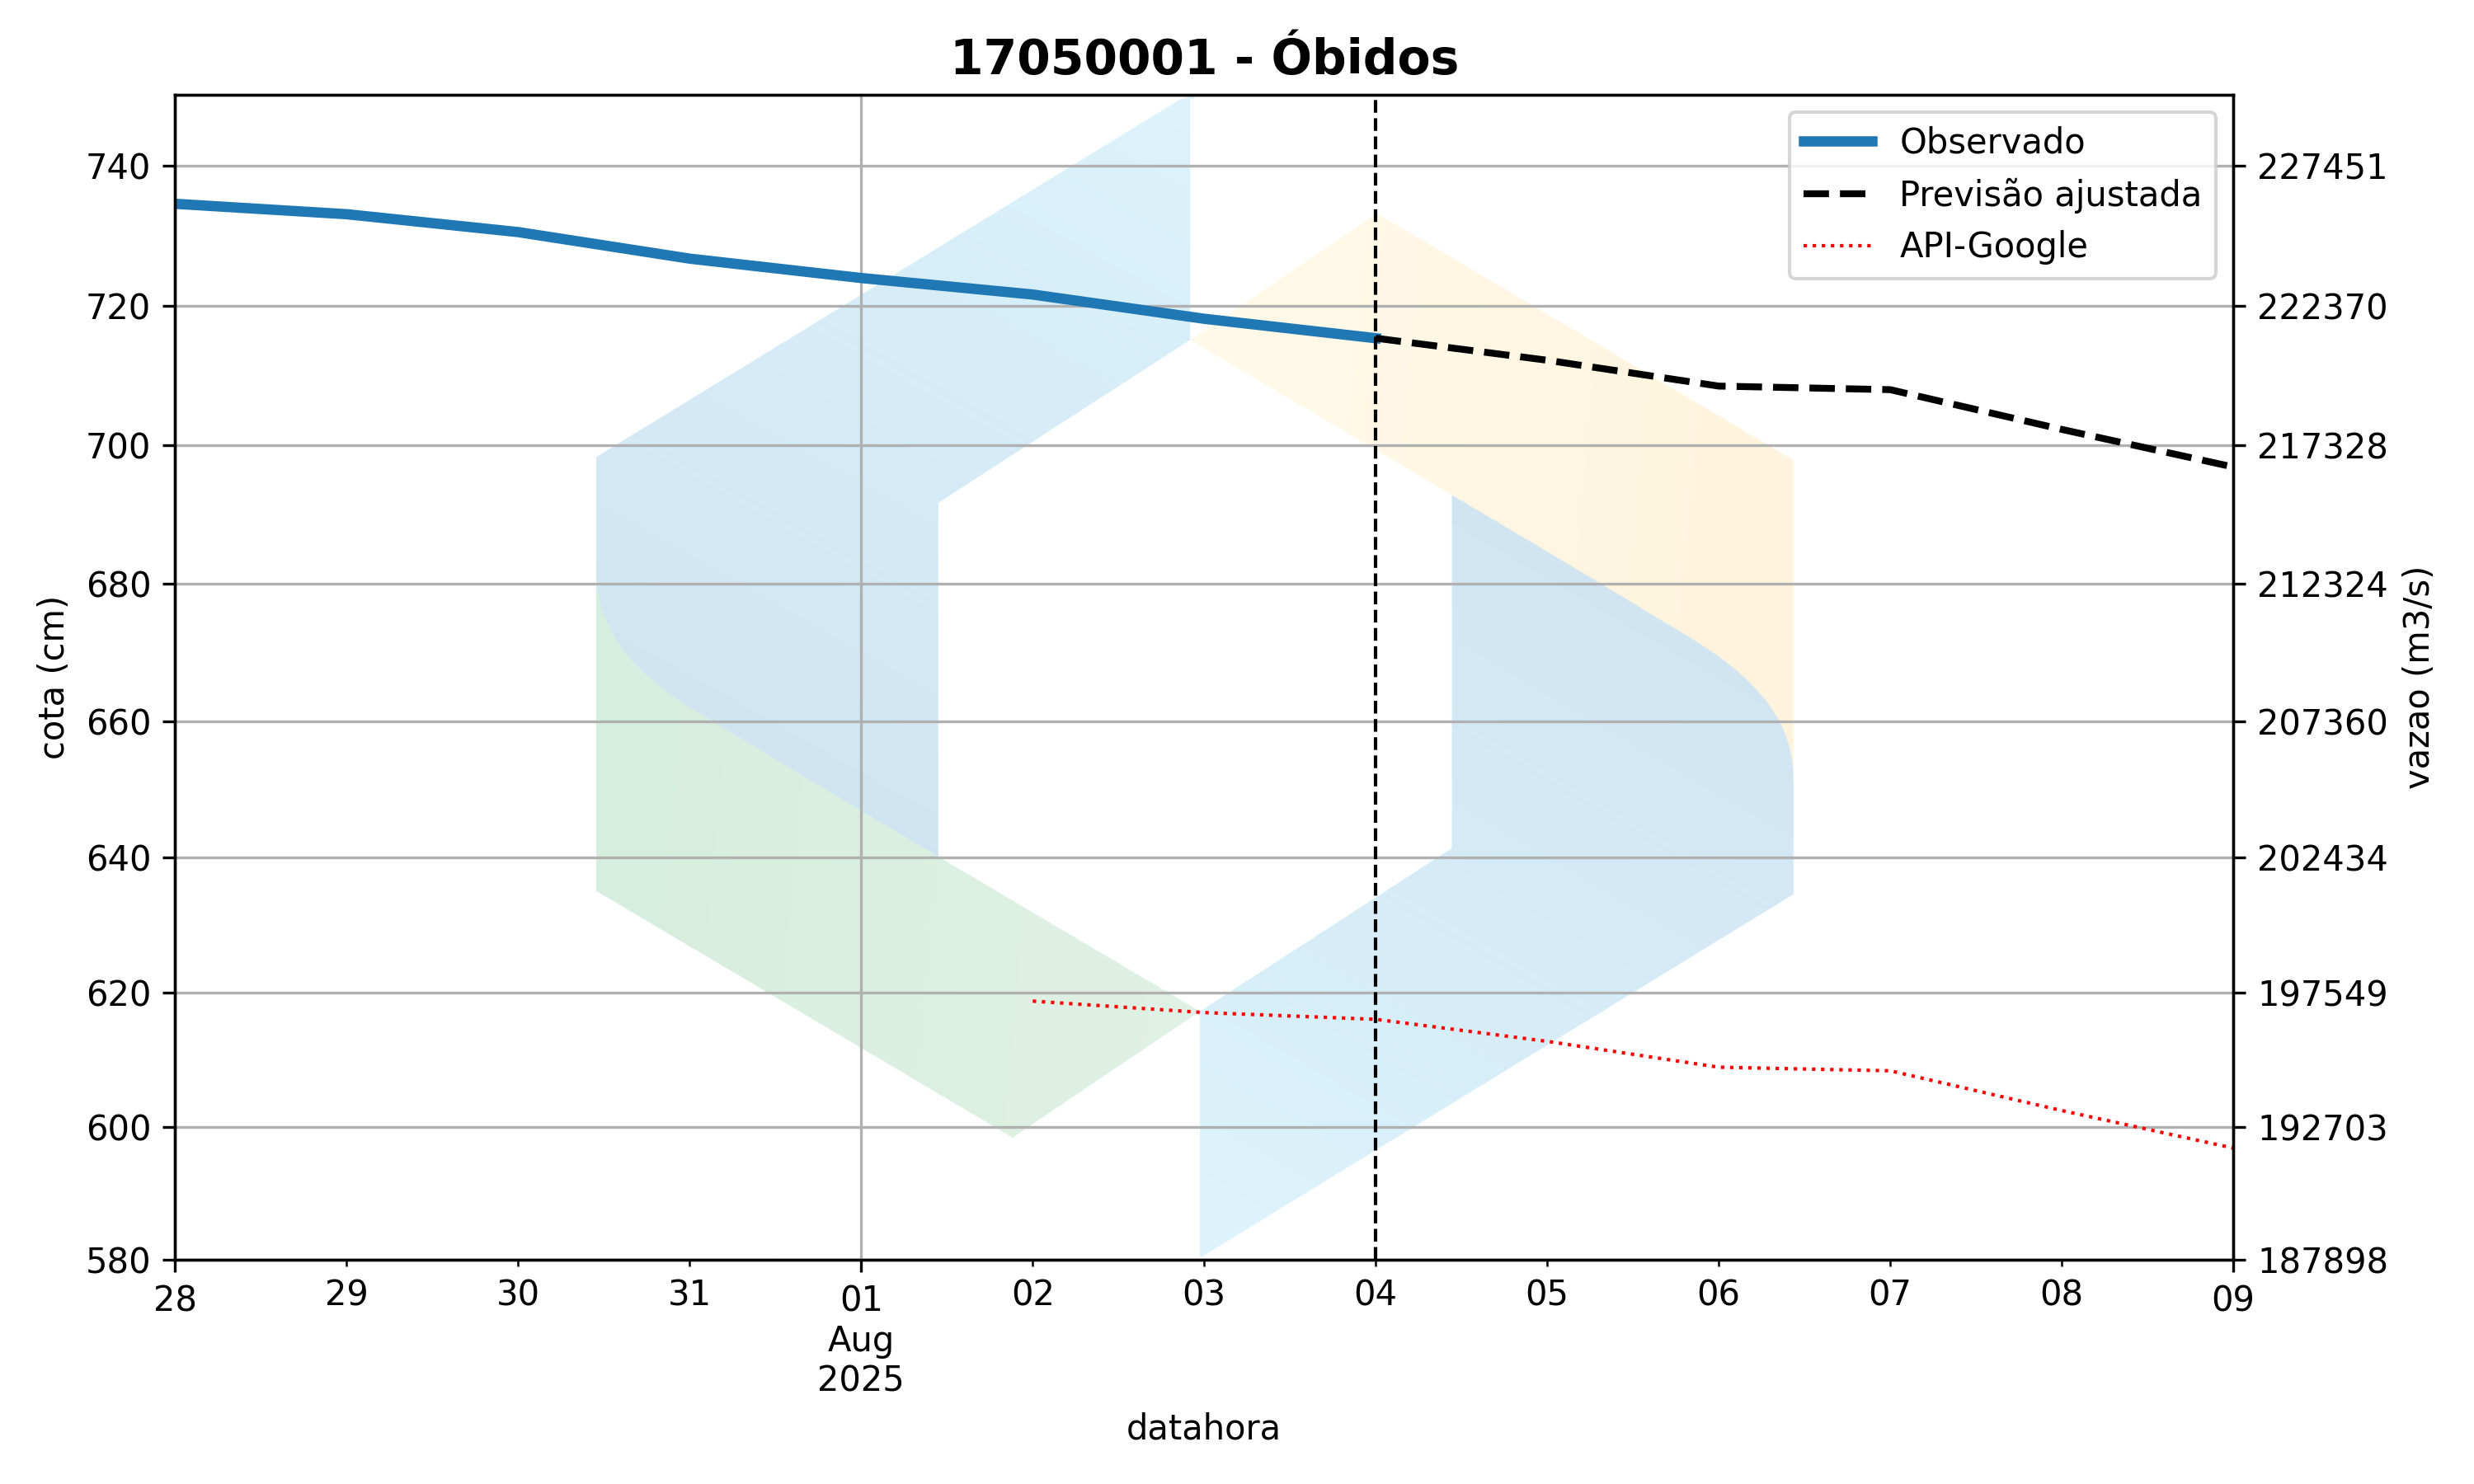 17050001 - Óbidos
Observado
Previsão ajustada
API-Google
740
720
700
680
660
640
620
600
580
cota (cm)
227451
222370
217328
212324
207360
202434
197549
192703
187898
vazao (m3/s)
28 29 30 31 01 02 03 04 05 06 07 08 09
Aug
2025
datahora